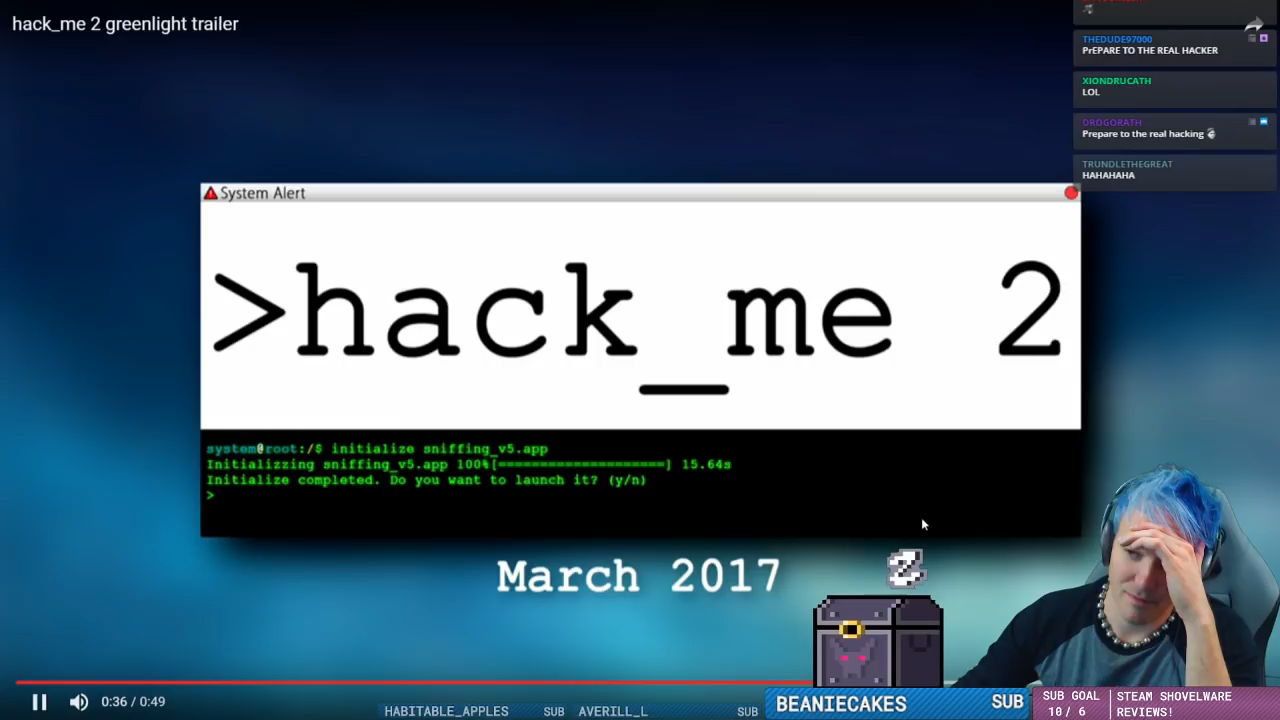 hack_me 2 greenlight trailer
THEDUDE97000
PrEPARE TO THE REAL HACKER
XIONDRUCATH
LOL
DROGORATH
Prepare to the real hacking
TRUNDLETHEGREAT
HAHAHAHA
System Alert
>hack_me 2
system@root:/$ initialize sniffing_v5.app
Initializzing sniffing_v5.app 100%[=====================] 15.64s
Initialize completed. Do you want to launch it? (y/n)
>
March 2017
0:36 / 0:49
HABITABLE_APPLES SUB AVERILL_L SUB
BEANIECAKES SUB
SUB GOAL
10 / 6
STEAM SHOVELWARE
REVIEWS!